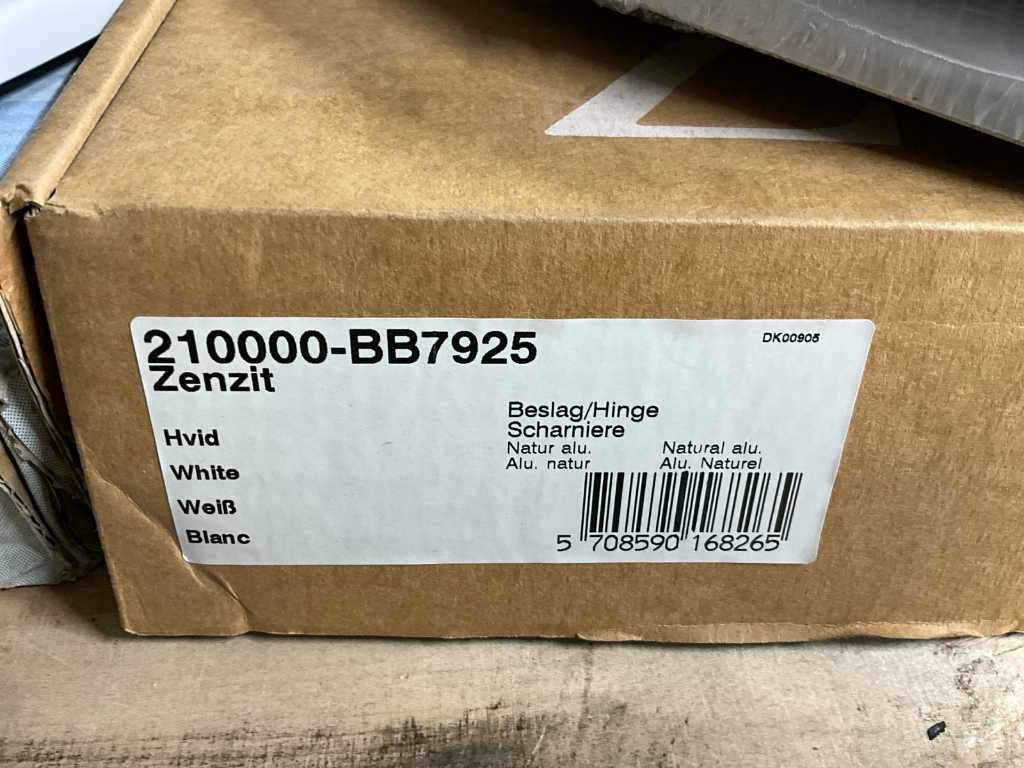 210000-BB7925
DK00905
Zenzit
Beslag/Hinge
Scharniere
Natur alu. Natural alu.
Alu. natur Alu. Naturel
Hvid
White
Weiß
Blanc
5 708590 168265